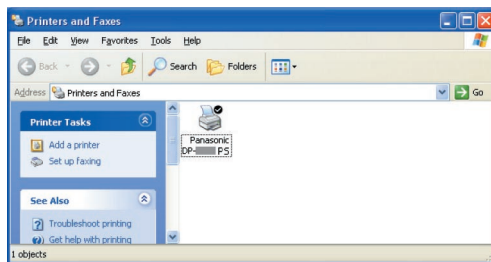 Printers and Faxes
File Edit View Favorites Tools Help
Back Search Folders
Address Printers and Faxes Go
Printer Tasks
Add a printer
Set up faxing
See Also
Troubleshoot printing
Get help with printing
Panasonic
DP- PS
1 objects